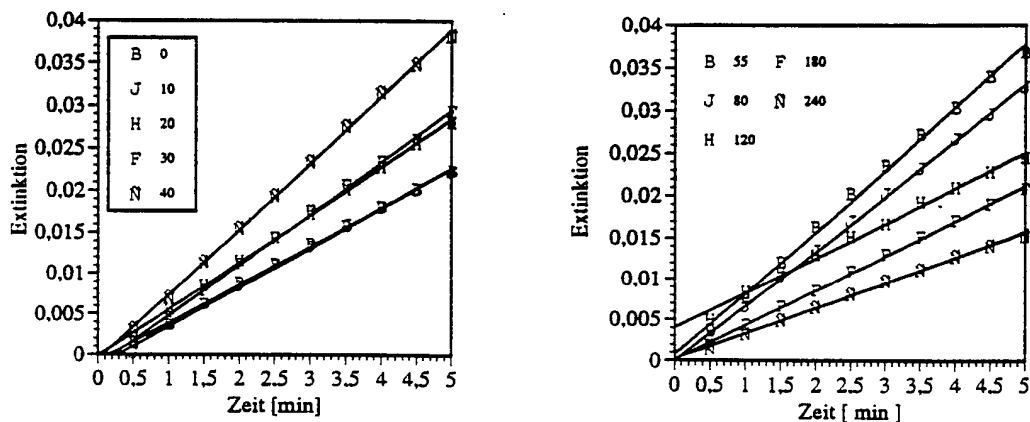 0,04
0,035
0,03
0,025
0,02
0,015
0,01
0,005
0
Extinktion
B 0
J 10
H 20
F 30
Ñ 40
0 0,5 1 1,5 2 2,5 3 3,5 4 4,5 5
Zeit [min]
0,04
0,035
0,03
0,025
0,02
0,015
0,01
0.005
0
Extinktion
B 55 F 180
J 80 Ñ 240
H 120
0 0,5 1 1,5 2 2,5 3 3,5 4 4,5 5
Zeit [ min ]